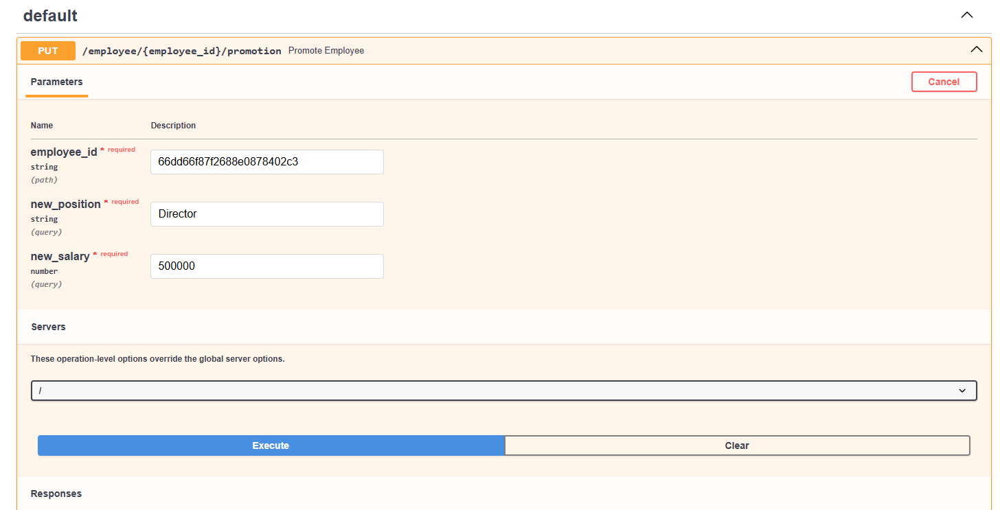 default
PUT /employee/{employee_id}/promotion Promote Employee
Parameters Cancel
Name Description
employee_id * required
string
(path)
66dd66f87f2688e0878402c3
new_position * required
string
(query)
Director
new_salary * required
number
(query)
500000
Servers
These operation-level options override the global server options.
/
Execute Clear
Responses